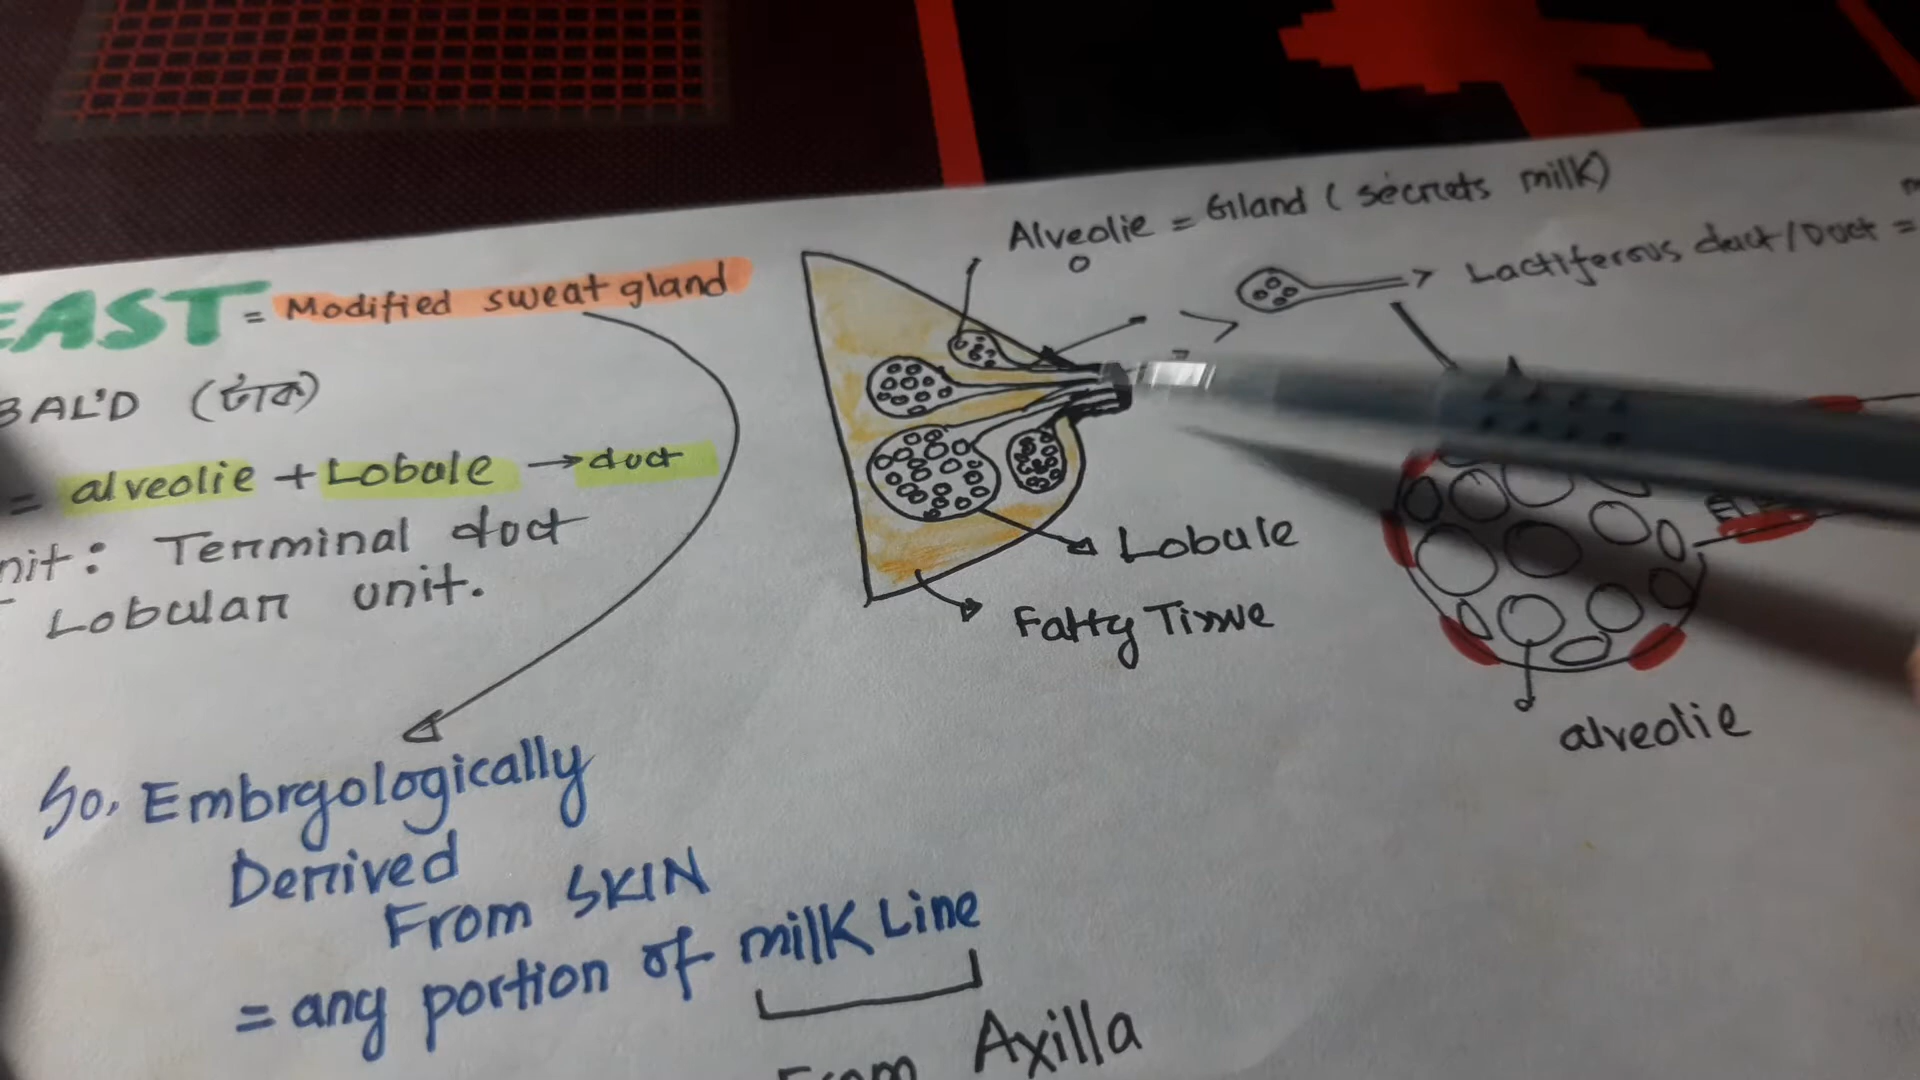 EAST = Modified sweat gland
BAL'D (টাক)
= alveolie + Lobule → duct
nit: Terminal duct
Lobular unit.
So, Embryologically
Derived
From SKIN
= any portion of milk Line
From Axilla
Alveolie = Gland (secrets milk)
Lactiferous duct/Duct =
Lobule
Fatty Tissue
alveolie